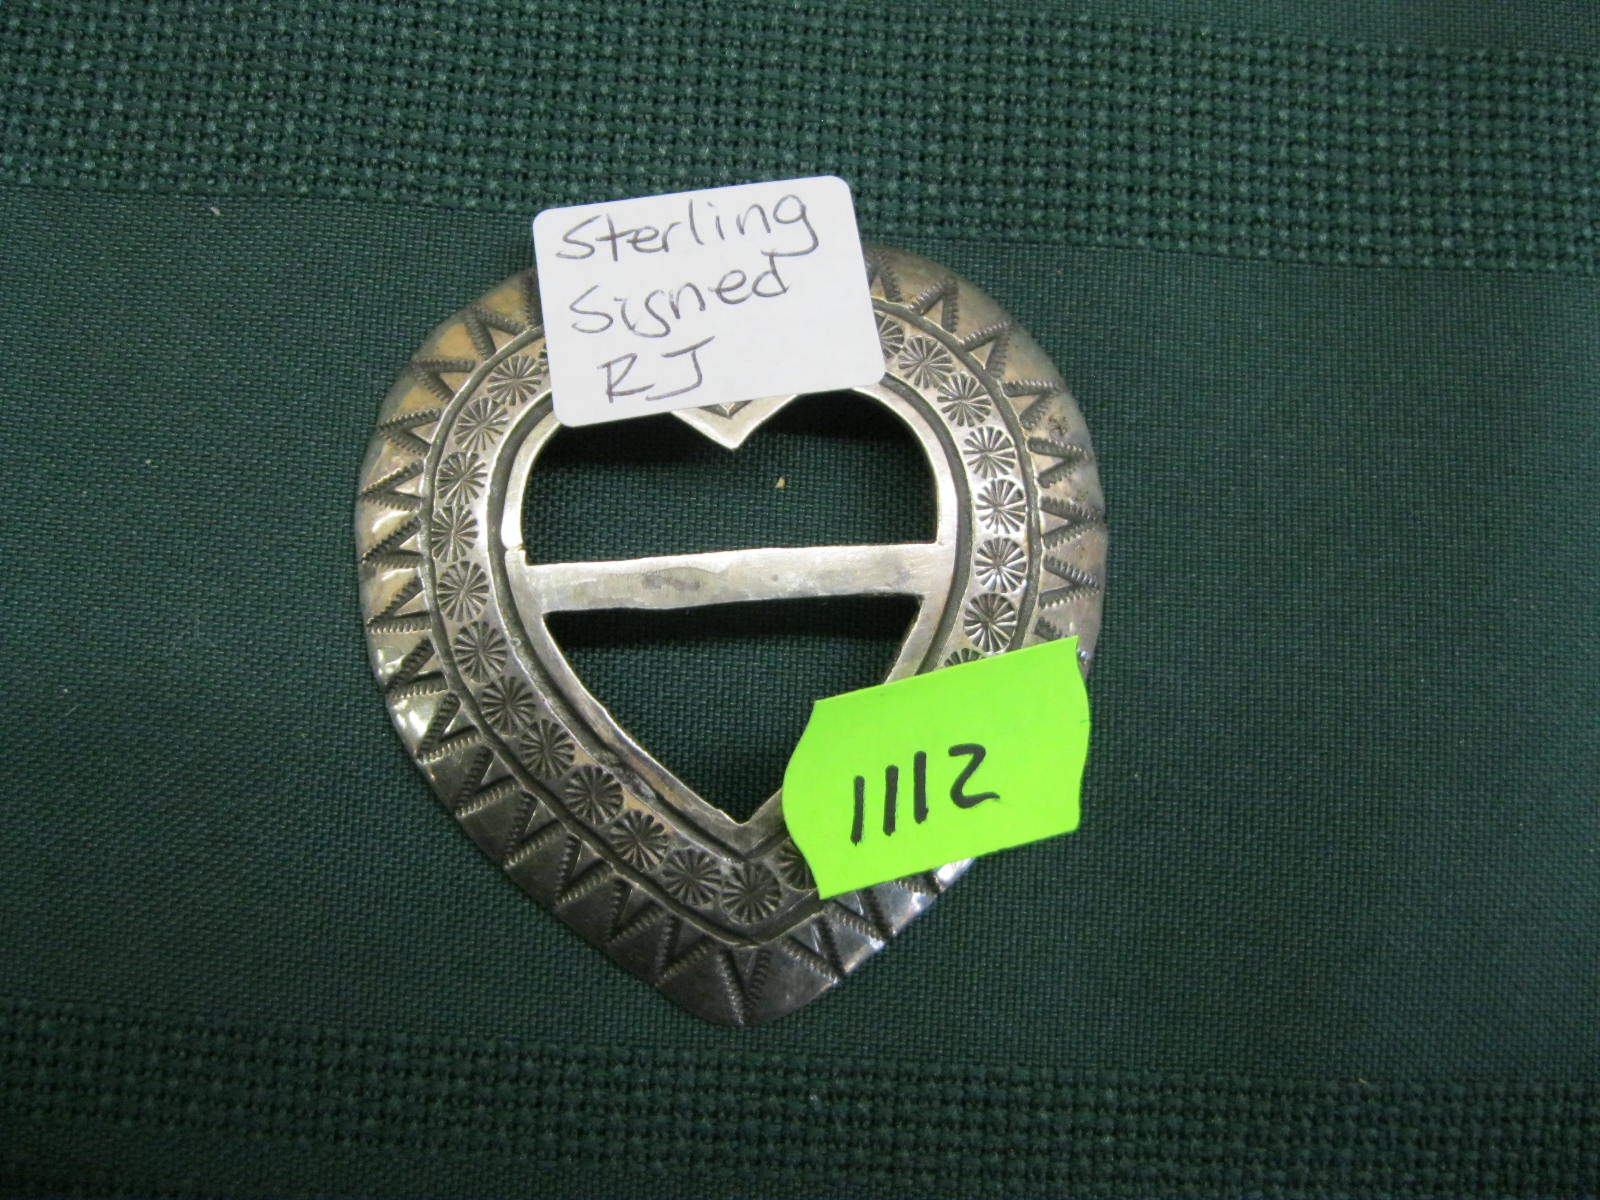 Sterling
Signed
RJ
1112